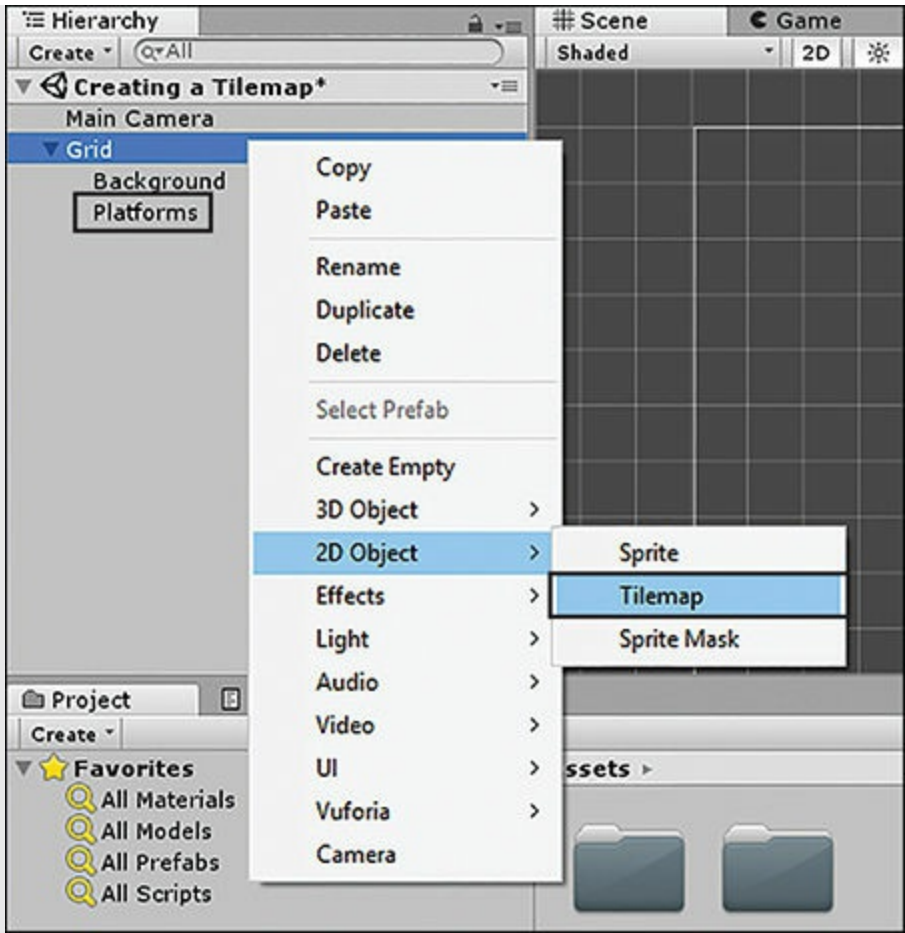 Hierarchy
Create
All
Creating a Tilemap*
Main Camera
Grid
Background
Platforms
Scene
Game
Shaded
2D
Copy
Paste
Rename
Duplicate
Delete
Select Prefab
Create Empty
3D Object
2D Object
Effects
Light
Audio
Video
UI
Vuforia
Camera
Sprite
Tilemap
Sprite Mask
Project
Create
Favorites
All Materials
All Models
All Prefabs
All Scripts
ssets